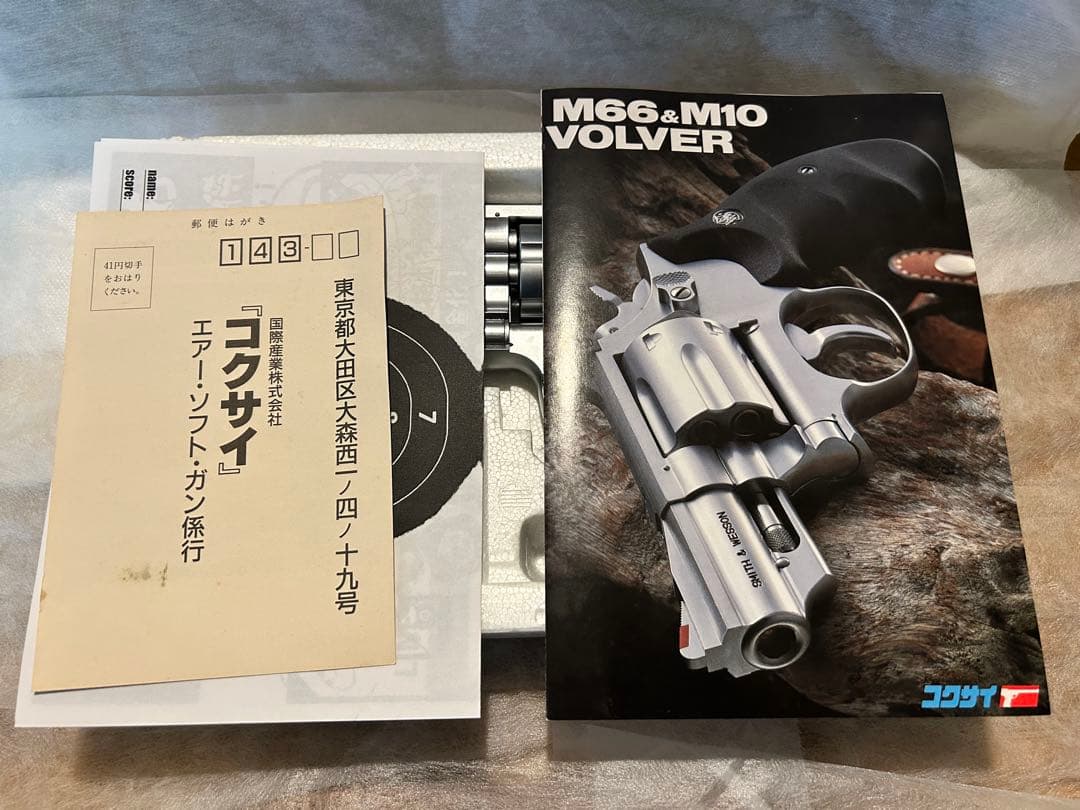 name:
score:
郵便はがき
143-
41円切手
をおはり
ください。
東京都大田区大森西一ノ四ノ十九号
国際産業株式会社
『コクサイ』
エアー・ソフト・ガン係行
7
M66&M10
VOLVER
SMITH & WESSON
コクサイ